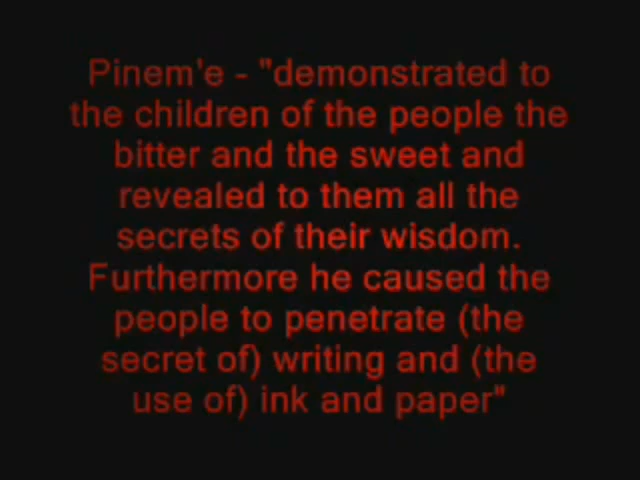 Pinem'e - "demonstrated to
the children of the people the
bitter and the sweet and
revealed to them all the
secrets of their wisdom.
Furthermore he caused the
people to penetrate (the
secret of) writing and (the
use of) ink and paper"